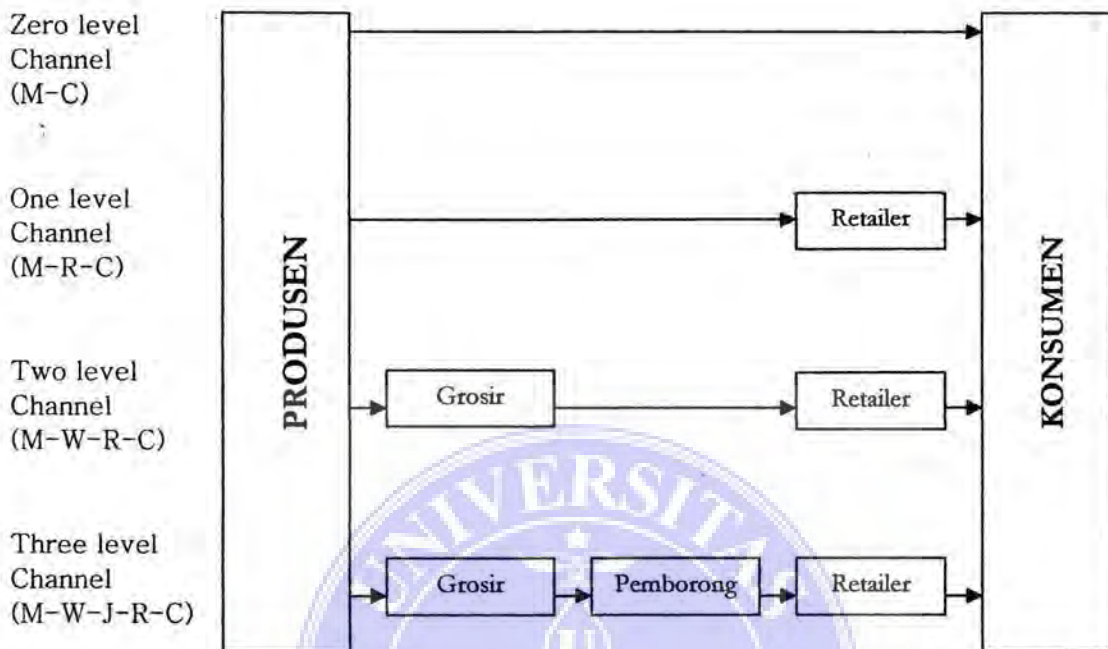 Zero level
Channel
(M-C)
One level
Channel
(M-R-C)
Retailer
Two level
Channel
(M-W-R-C)
Grosir
Retailer
Three level
Channel
(M-W-J-R-C)
Grosir
Pemborong
Retailer
PRODUSEN
KONSUMEN
UNIVERSITAS
U